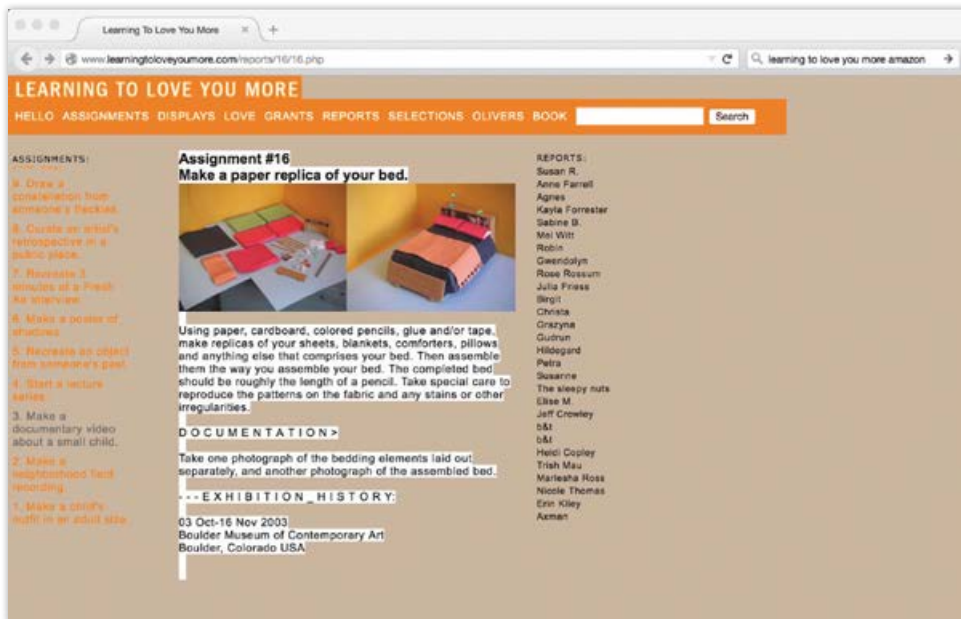 Learning To Love You More
www.learningtoloveyoumore.com/reports/16/16.php
learning to love you more amazon
LEARNING TO LOVE YOU MORE
HELLO ASSIGNMENTS DISPLAYS LOVE GRANTS REPORTS SELECTIONS OLIVERS BOOK Search
ASSIGNMENTS:
9. Draw a
constellation from
someone's freckles.
8. Curate an artist's
retrospective in a
public place.
7. Recreate 3
minutes of a Fresh
Air interview.
6. Make a poster of
shadows.
5. Recreate an object
from someone's past.
4. Start a lecture
series.
3. Make a
documentary video
about a small child.
2. Make a
neighborhood field
recording.
1. Make a child's
outfit in an adult size.
Assignment #16
Make a paper replica of your bed.
Using paper, cardboard, colored pencils, glue and/or tape,
make replicas of your sheets, blankets, comforters, pillows
and anything else that comprises your bed. Then assemble
them the way you assemble your bed. The completed bed
should be roughly the length of a pencil. Take special care to
reproduce the patterns on the fabric and any stains or other
irregularities.
DOCUMENTATION>
Take one photograph of the bedding elements laid out
separately, and another photograph of the assembled bed.
---EXHIBITION_HISTORY:
03 Oct-16 Nov 2003
Boulder Museum of Contemporary Art
Boulder, Colorado USA
REPORTS:
Susan R.
Anne Farrell
Agnes
Kayla Forrester
Sabine B.
Mel Witt
Robin
Gwendolyn
Rose Rossum
Julia Friess
Birgit
Christa
Grazyna
Gudrun
Hildegard
Petra
Susanne
The sleepy nuts
Elise M.
Jeff Crowley
b&t
b&t
Heidi Copley
Trish Mau
Marlesha Ross
Nicole Thomas
Erin Kiley
Axman